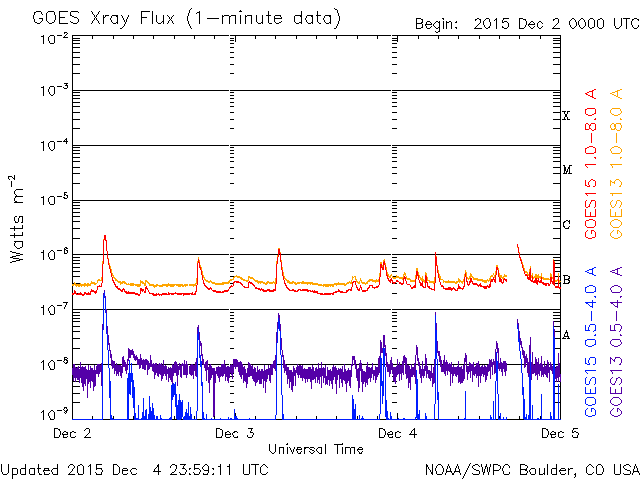 GOES Xray Flux (1-minute data)
Begin: 2015 Dec 2 0000 UTC
10-2
10-3
10-4
10-5
10-6
10-7
10-8
10-9
Watts m-2
X
M
C
B
A
GOES15 1.0-8.0 A
GOES13 1.0-8.0 A
GOES15 0.5-4.0 A
GOES13 0.5-4.0 A
Dec 2
Dec 3
Dec 4
Dec 5
Universal Time
Updated 2015 Dec 4 23:59:11 UTC
NOAA/SWPC Boulder, CO USA